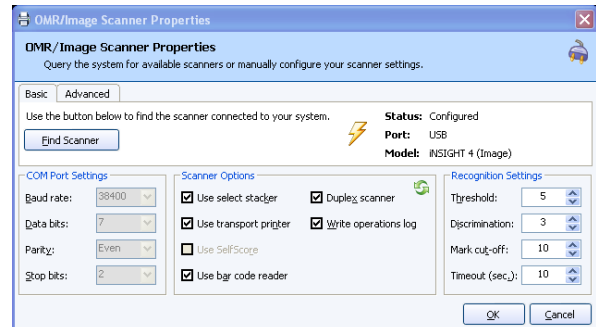 OMR/Image Scanner Properties
OMR/Image Scanner Properties
Query the system for available scanners or manually configure your scanner settings.
Basic Advanced
Use the button below to find the scanner connected to your system.
Find Scanner
Status: Configured
Port: USB
Model: iNSIGHT 4 (Image)
COM Port Settings
Baud rate: 38400
Data bits: 7
Parity: Even
Stop bits: 2
Scanner Options
Use select stacker Duplex scanner
Use transport printer Write operations log
Use SelfScore
Use bar code reader
Recognition Settings
Threshold: 5
Discrimination: 3
Mark cut-off: 10
Timeout (sec.): 10
OK Cancel